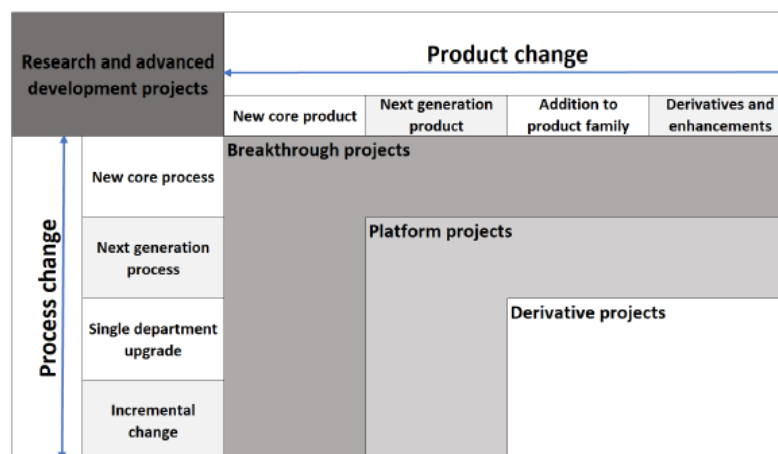 Research and advanced
development projects
Product change
New core product
Next generation
product
Addition to
product family
Derivatives and
enhancements
Process change
New core process
Next generation
process
Single department
upgrade
Incremental
change
Breakthrough projects
Platform projects
Derivative projects